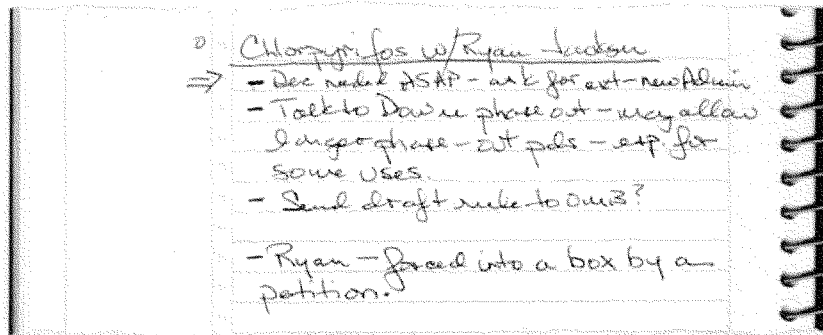 Chlorpyrifos w/Ryan Jackson
⇒ - Dec needed ASAP - ask for ext - new Admin
- Talk to Dow re phase out - may allow
longer phase-out pds - esp. for
some uses.
- Send draft rule to OMB?
- Ryan - forced into a box by a
petition.